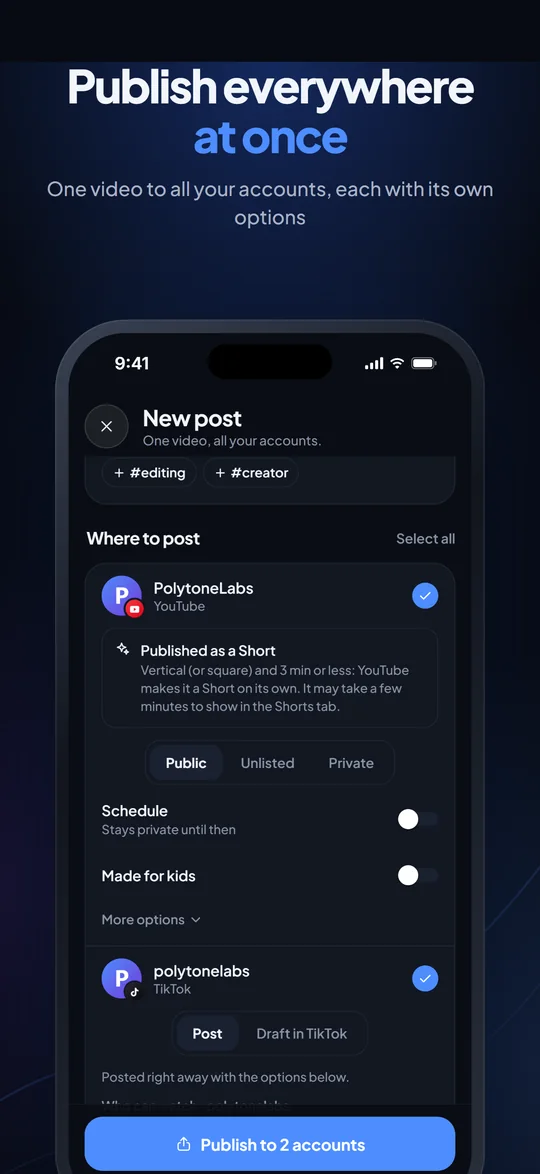 Publish everywhere
at once
One video to all your accounts, each with its own
options
9:41
New post
One video, all your accounts.
+ #editing + #creator
Where to post Select all
P PolytoneLabs
YouTube
Published as a Short
Vertical (or square) and 3 min or less: YouTube
makes it a Short on its own. It may take a few
minutes to show in the Shorts tab.
Public Unlisted Private
Schedule
Stays private until then
Made for kids
More options
P polytonelabs
TikTok
Post Draft in TikTok
Posted right away with the options below.
Publish to 2 accounts